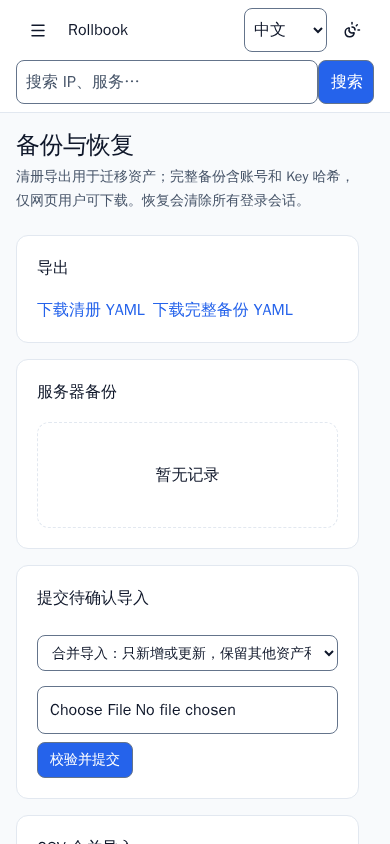 Rollbook
中文
搜索 IP、服务…
搜索
备份与恢复
清册导出用于迁移资产；完整备份含账号和 Key 哈希，
仅网页用户可下载。恢复会清除所有登录会话。
导出
下载清册 YAML 下载完整备份 YAML
服务器备份
暂无记录
提交待确认导入
合并导入：只新增或更新，保留其他资产和
Choose File No file chosen
校验并提交